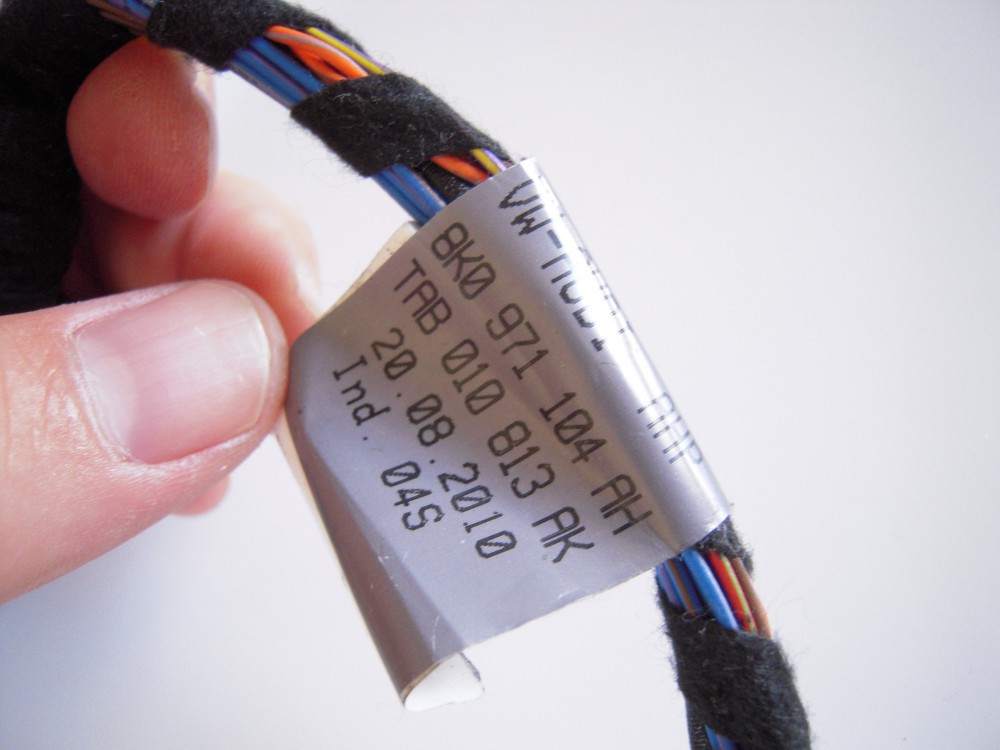 8K0 971 104 AH
TAB 010 813 AK
20.08.2010
Ind. 04S